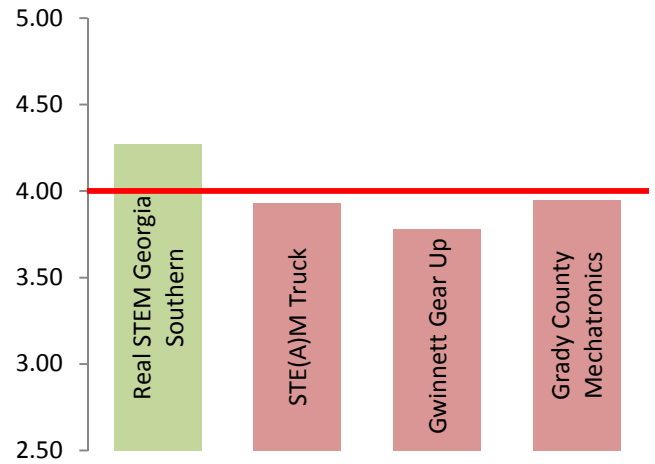 5.00
4.50
4.00
3.50
3.00
2.50
Real STEM Georgia
Southern
STE(A)M Truck
Gwinnett Gear Up
Grady County
Mechatronics